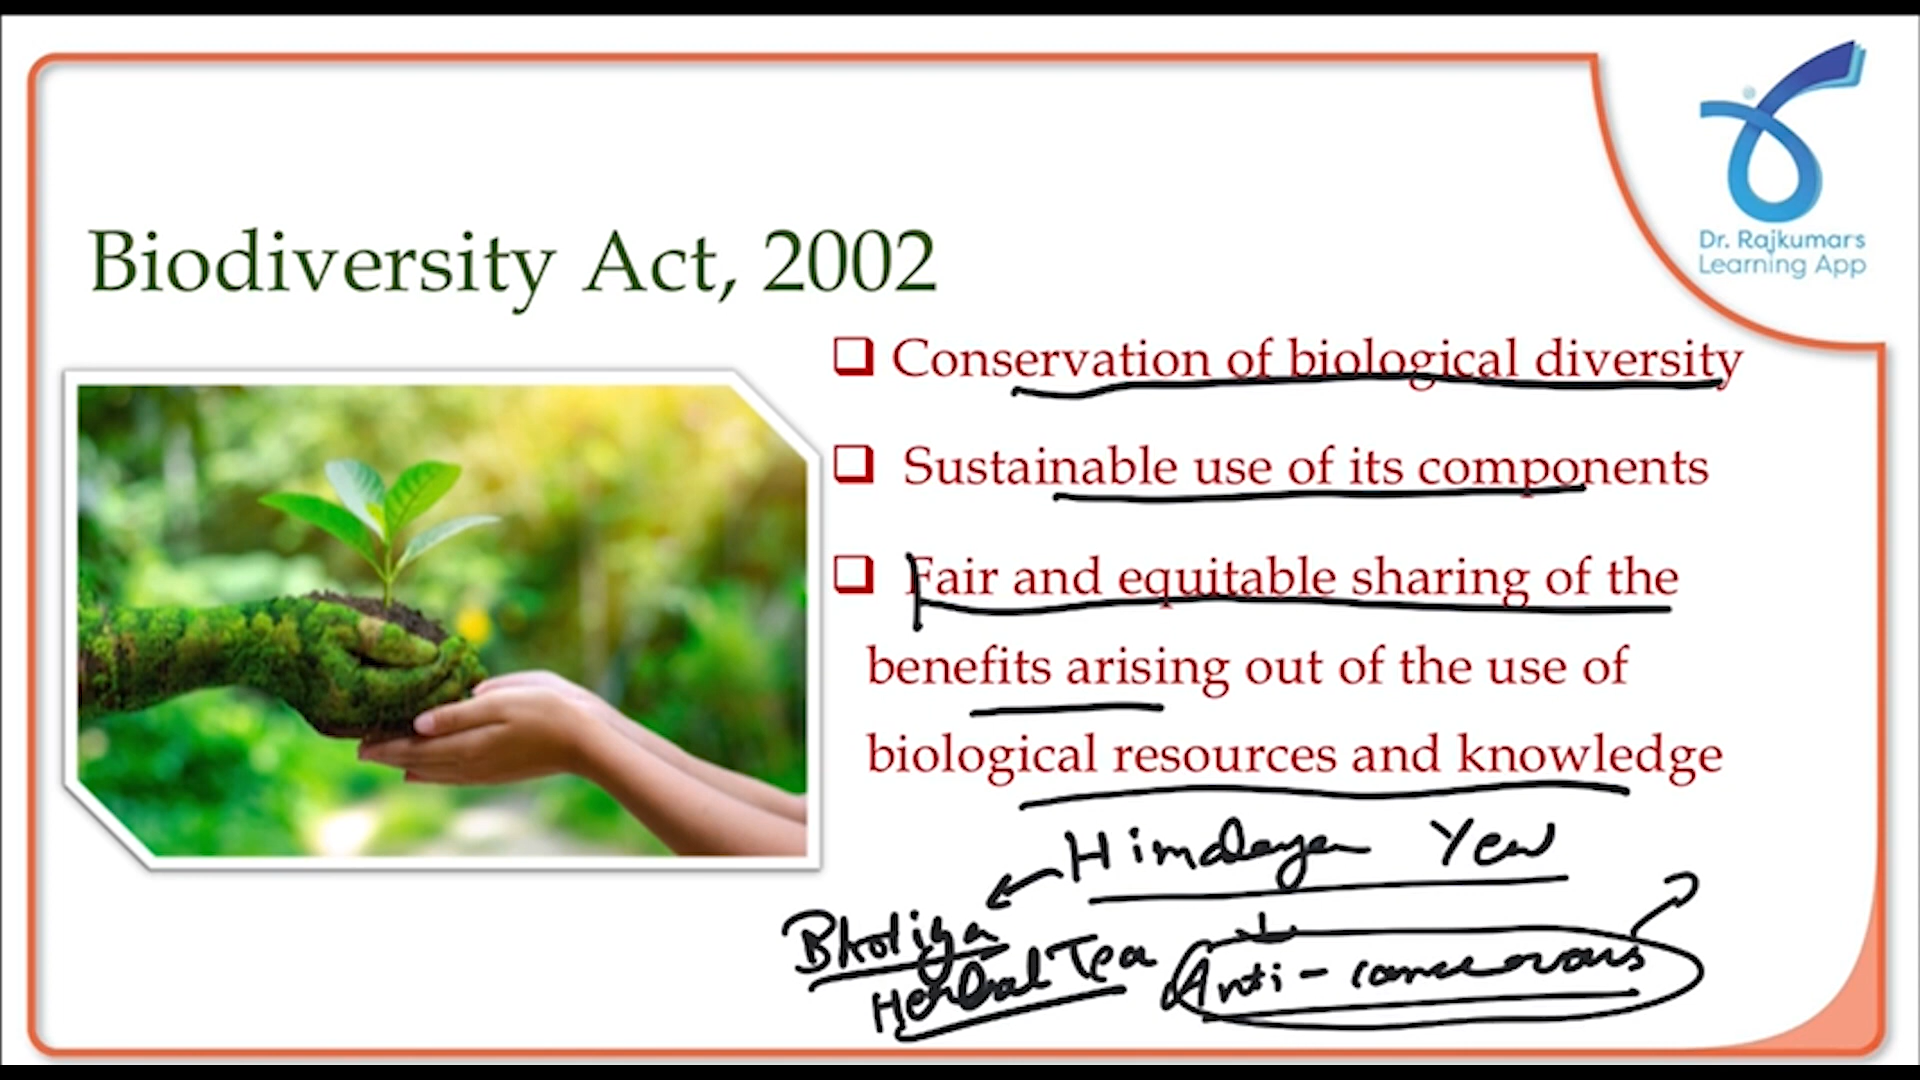 Dr. Rajkumar's
Learning App
Biodiversity Act, 2002
Conservation of biological diversity
Sustainable use of its components
Fair and equitable sharing of the
benefits arising out of the use of
biological resources and knowledge
Himalayan Yew
Bhotiya
Herbal Tea
Anti-cancerous